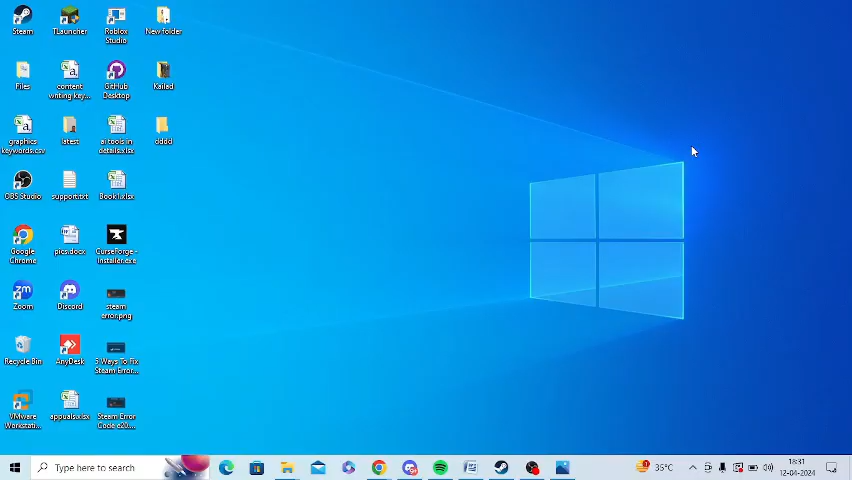 Steam
TLauncher
Roblox
Studio
New folder
Files
content
writing key...
GitHub
Desktop
Kailad
graphics
keywords.csv
latest
ai tools in
details.xlsx
dddd
OBS Studio
support.txt
Book1.xlsx
Google
Chrome
pics.docx
CurseForge -
Installer.exe
Zoom
Discord
steam
error.png
Recycle Bin
AnyDesk
5 Ways To Fix
Steam Error...
VMware
Workstati...
appuals.xlsx
Steam Error
Code e20...
Type here to search
35°C
18:31
12-04-2024